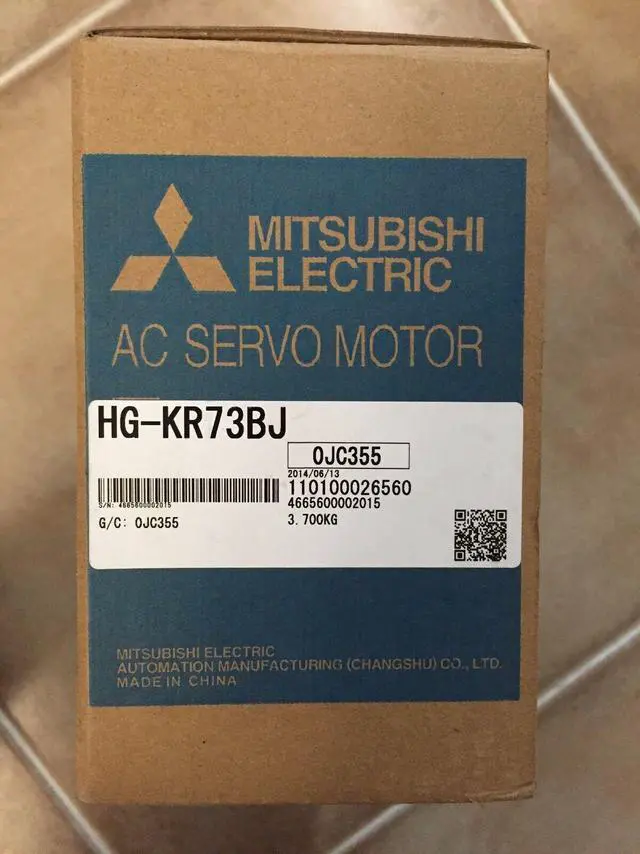 MITSUBISHI
ELECTRIC
AC SERVO MOTOR
HG-KR73BJ
0JC355
2014/06/13
110100026560
S/N: 4665600002015
4665600002015
G/C: 0JC355
3.700KG
MITSUBISHI ELECTRIC
AUTOMATION MANUFACTURING (CHANGSHU) CO., LTD.
MADE IN CHINA